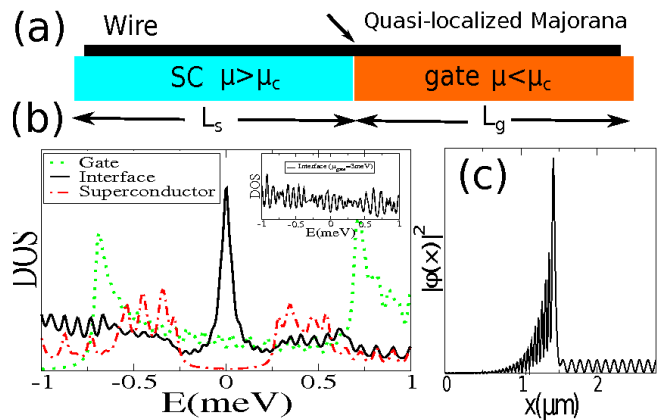 (a)
Wire
Quasi-localized Majorana
SC μ>μc
gate μ<μc
Ls
Lg
(b)
Gate
Interface
Superconductor
Interface (μgate=3meV)
DOS
-1 -0.5 0 0.5 1
E(meV)
DOS
-1 -0.5 0 0.5 1
E(meV)
(c)
|φ(x)|²
0 1 2
x(μm)